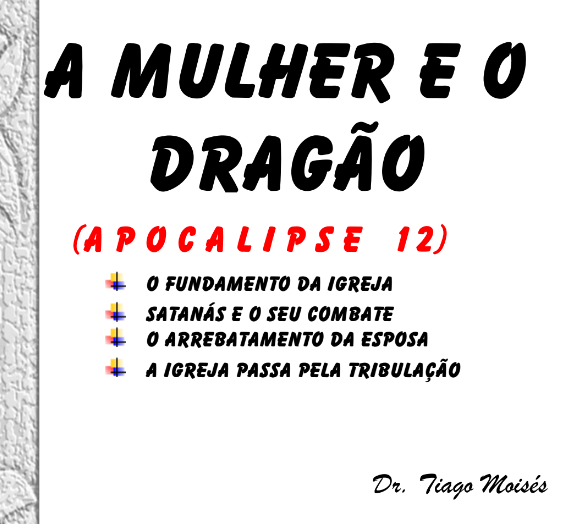 A MULHER E O
DRAGÃO
(APOCALIPSE 12)
O FUNDAMENTO DA IGREJA
SATANÁS E O SEU COMBATE
O ARREBATAMENTO DA ESPOSA
A IGREJA PASSA PELA TRIBULAÇÃO
Dr. Tiago Moisés